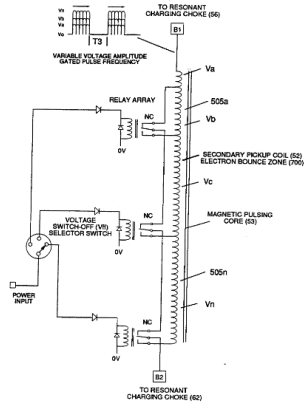 TO RESONANT
CHARGING CHOKE (56)
B1
Vn
Vb
Va
Vo
T3
VARIABLE VOLTAGE AMPLITUDE
GATED PULSE FREQUENCY
Va
505a
RELAY ARRAY
NC
Vb
0V
SECONDARY PICKUP COIL (52)
ELECTRON BOUNCE ZONE (700)
Vc
NC
MAGNETIC PULSING
CORE (53)
VOLTAGE
SWITCH-OFF (Vff)
SELECTOR SWITCH
0V
505n
POWER
INPUT
Vn
NC
0V
B2
TO RESONANT
CHARGING CHOKE (62)